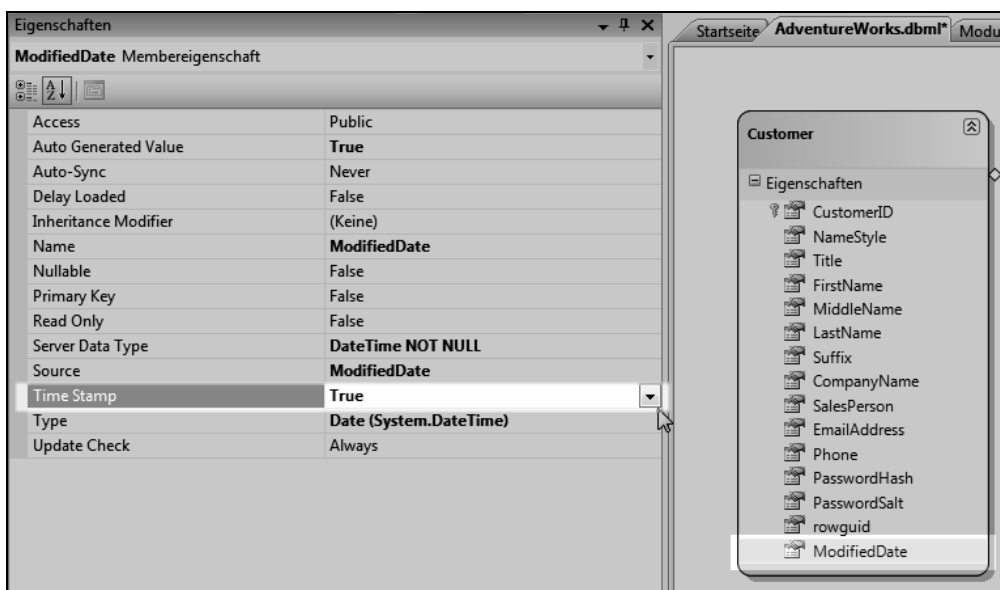 Eigenschaften
ModifiedDate Membereigenschaft
Access Public
Auto Generated Value True
Auto-Sync Never
Delay Loaded False
Inheritance Modifier (Keine)
Name ModifiedDate
Nullable False
Primary Key False
Read Only False
Server Data Type DateTime NOT NULL
Source ModifiedDate
Time Stamp True
Type Date (System.DateTime)
Update Check Always
Startseite AdventureWorks.dbml* Modu
Customer
Eigenschaften
CustomerID
NameStyle
Title
FirstName
MiddleName
LastName
Suffix
CompanyName
SalesPerson
EmailAddress
Phone
PasswordHash
PasswordSalt
rowguid
ModifiedDate